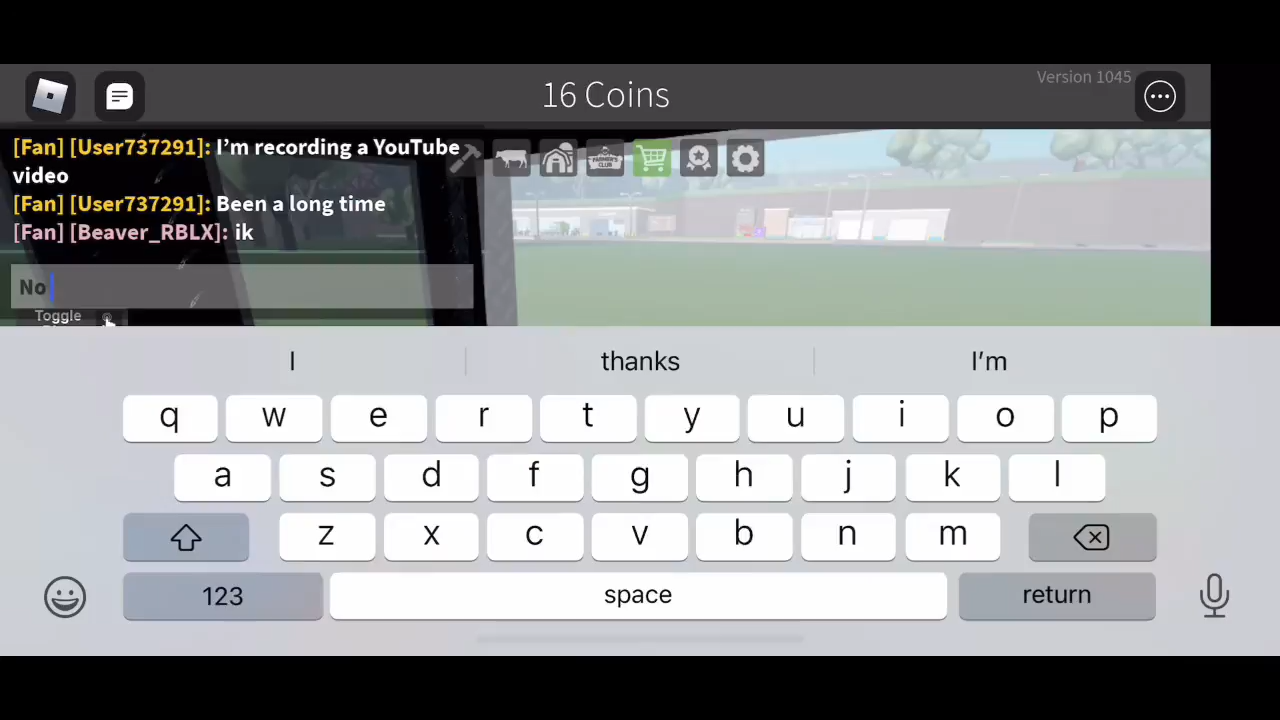 16 Coins
Version 1045
[Fan] [User737291]: I’m recording a YouTube
video
[Fan] [User737291]: Been a long time
[Fan] [Beaver_RBLX]: ik
No
Toggle
I thanks I’m
q w e r t y u i o p
a s d f g h j k l
z x c v b n m
123 space return